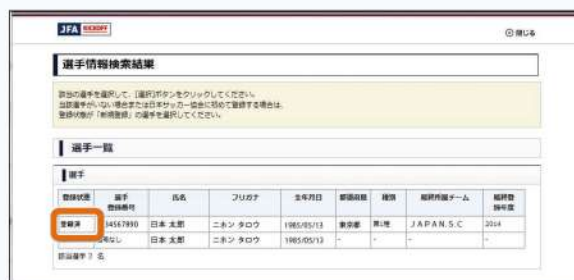 JFA KICKOFF
閉じる
選手情報検索結果
該当の選手を選択して、[選択]ボタンをクリックしてください。
当該選手がいない場合または日本サッカー協会に初めて登録する場合は、
登録状態が「新規登録」の選手を選択してください。
選手一覧
選手
登録状態 選手登録番号 氏名 フリガナ 生年月日 都道府県 種別 最終所属チーム 最終登録年度
登録済 34567890 日本 太郎 ニホン タロウ 1985/05/13 東京都 第1種 JAPAN.S.C 2014
号なし 日本 太郎 ニホン タロウ 1985/05/13 - - - -
該当選手 2 名